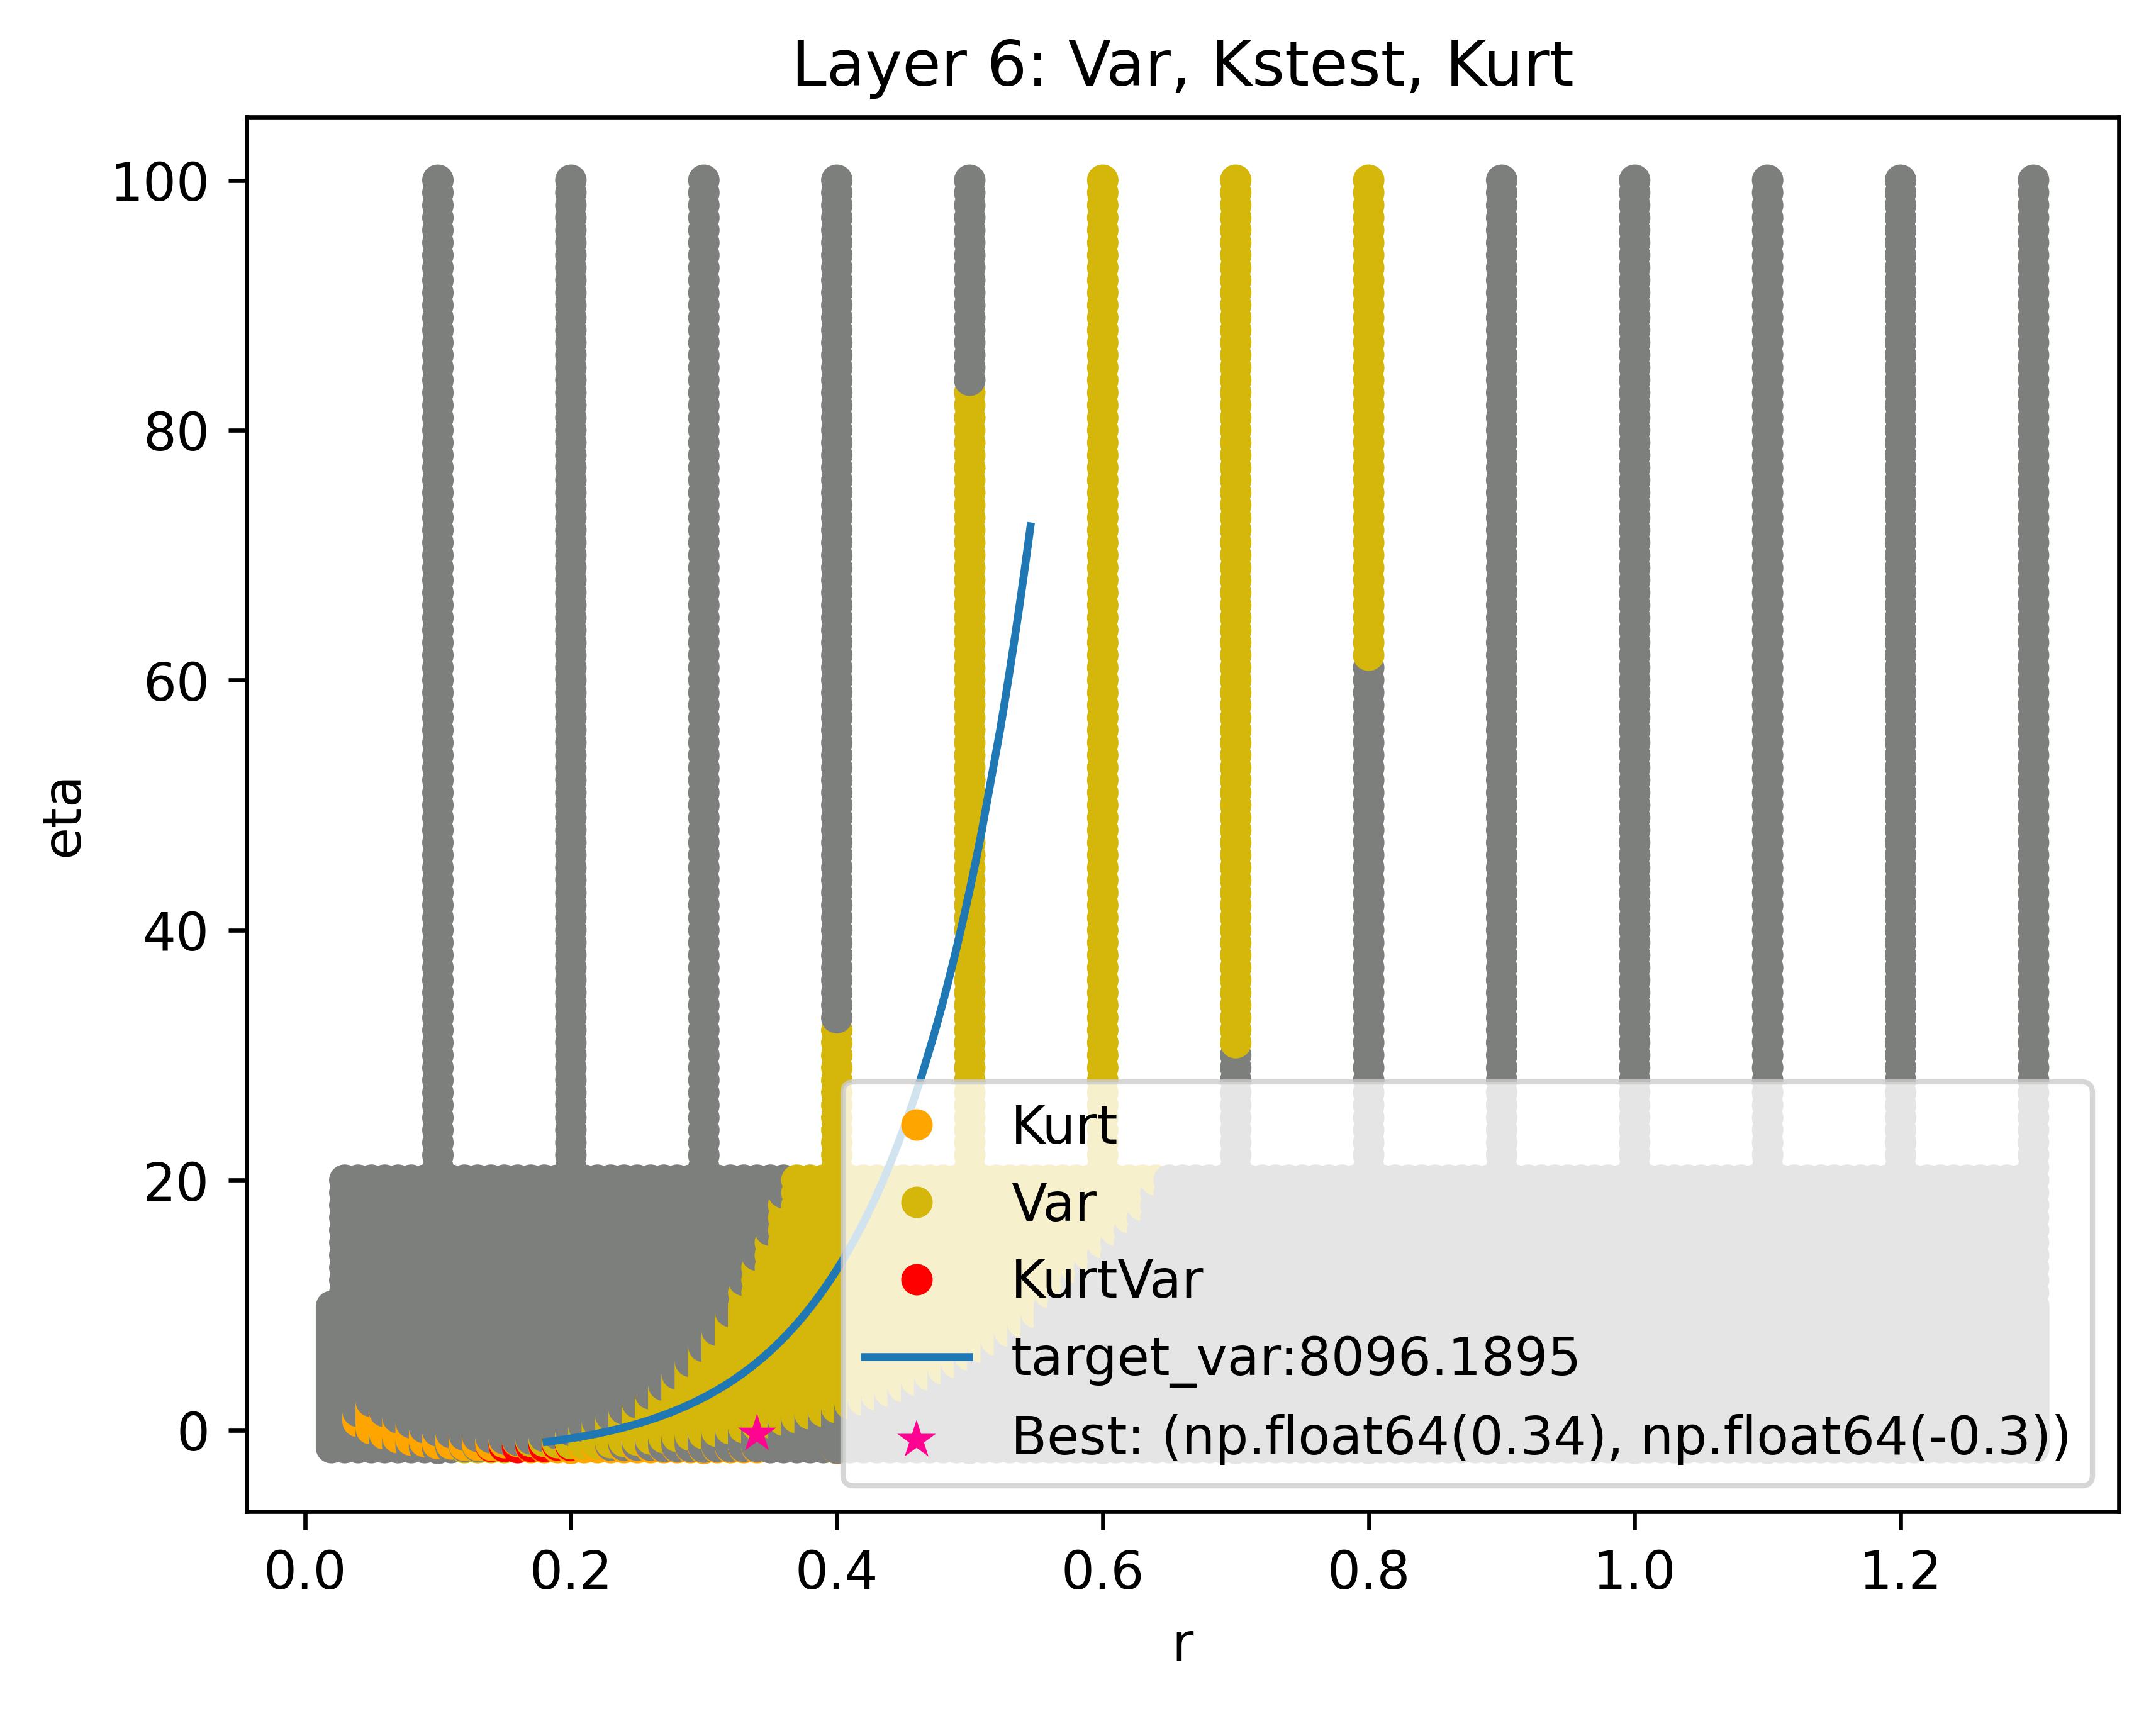 Layer 6: Var, Kstest, Kurt
100
80
60
40
20
0
eta
Kurt
Var
KurtVar
target_var:8096.1895
Best: (np.float64(0.34), np.float64(-0.3))
0.0 0.2 0.4 0.6 0.8 1.0 1.2
r